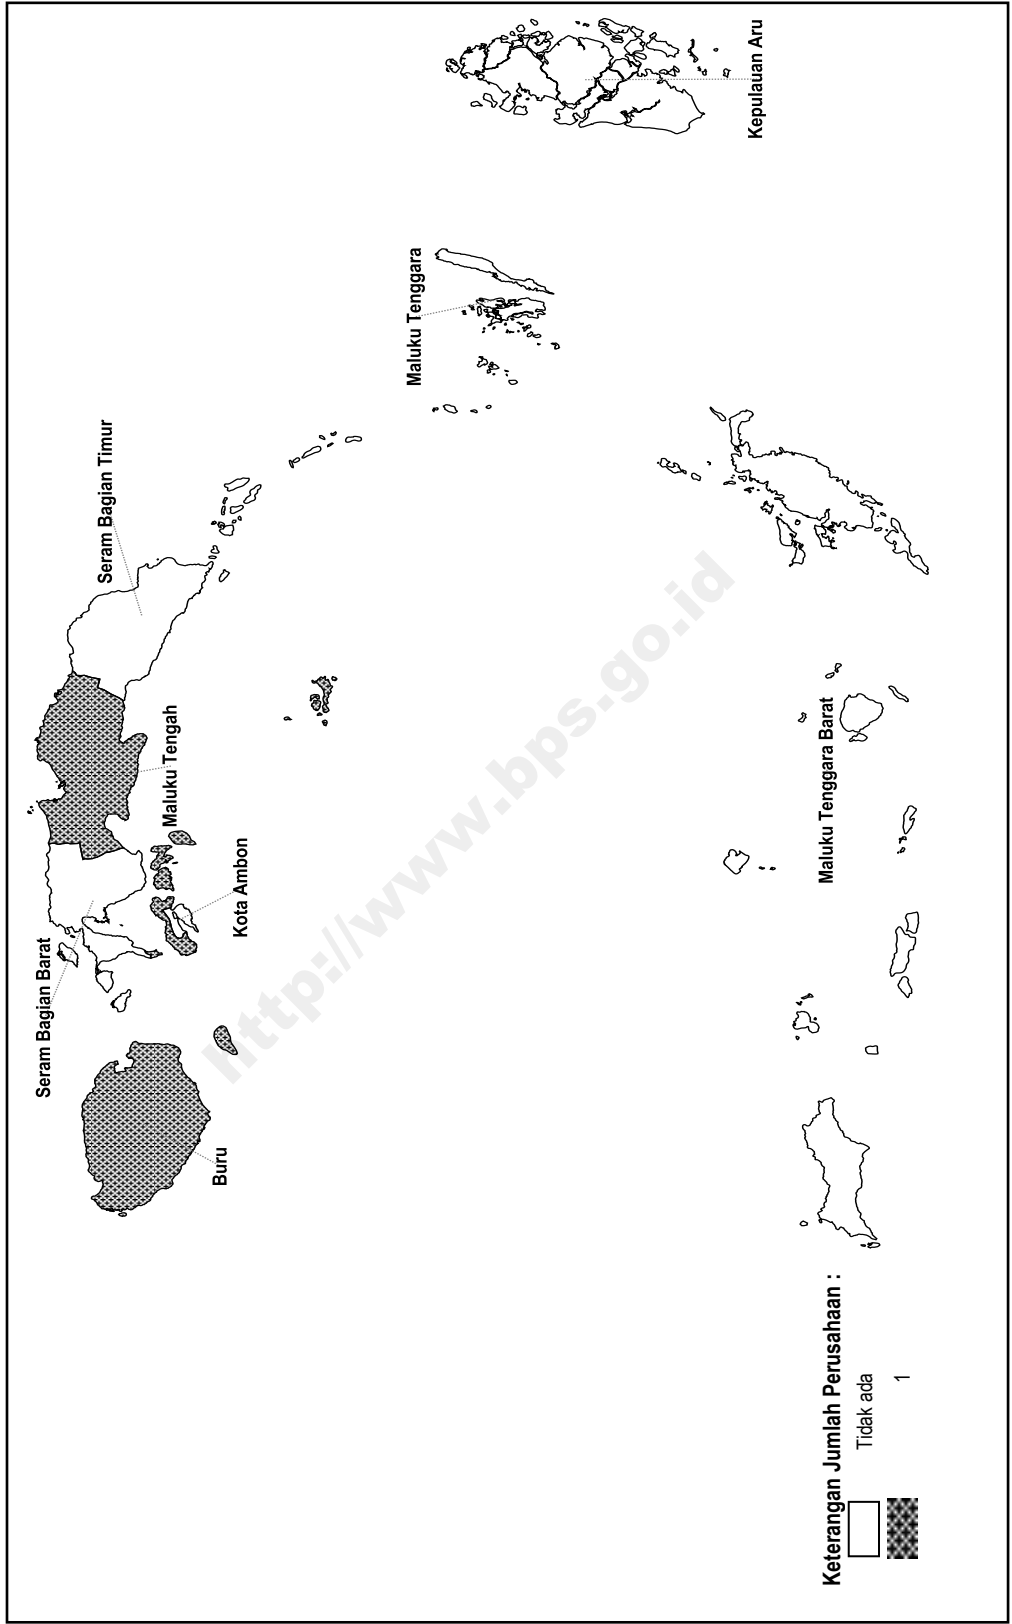 Seram Bagian Barat
Seram Bagian Timur
Maluku Tengah
Buru
Kota Ambon
Maluku Tenggara
Kepulauan Aru
Maluku Tenggara Barat
Keterangan Jumlah Perusahaan :
Tidak ada
1
http://www.bps.go.id